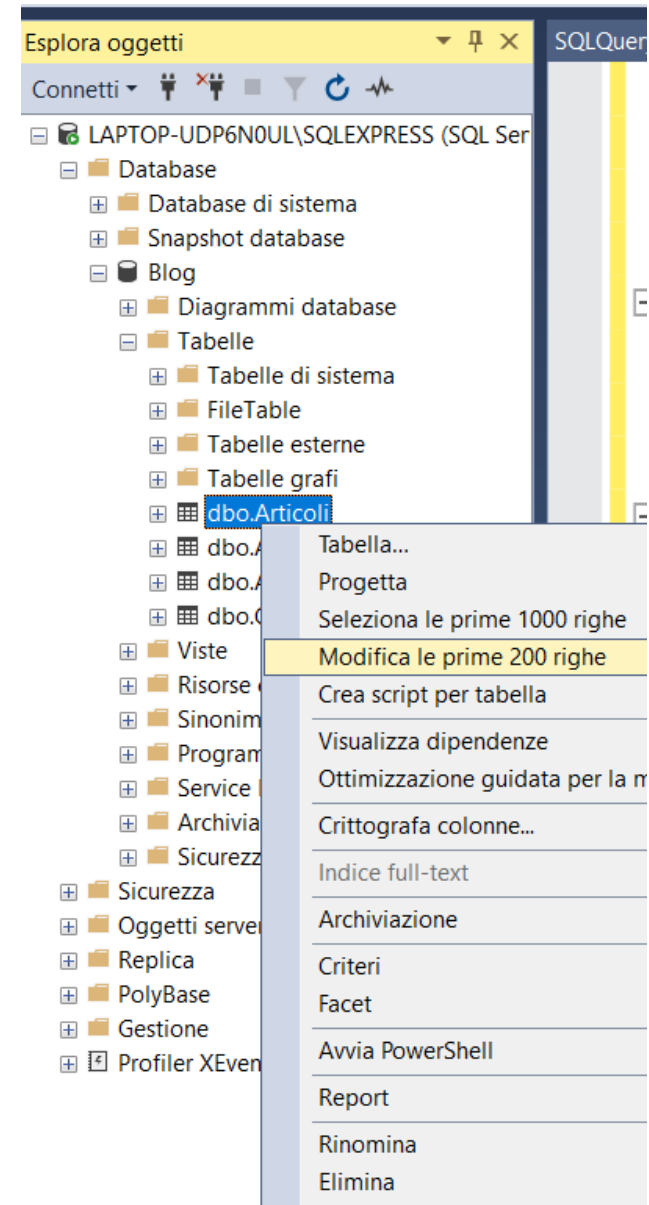 Esplora oggetti
SQLQuer
Connetti
LAPTOP-UDP6N0UL\SQLEXPRESS (SQL Ser
Database
Database di sistema
Snapshot database
Blog
Diagrammi database
Tabelle
Tabelle di sistema
FileTable
Tabelle esterne
Tabelle grafi
dbo.Articoli
dbo.A
dbo.A
dbo.
Viste
Risorse
Sinonim
Program
Service
Archivia
Sicurezz
Sicurezza
Oggetti server
Replica
PolyBase
Gestione
Profiler XEven
Tabella...
Progetta
Seleziona le prime 1000 righe
Modifica le prime 200 righe
Crea script per tabella
Visualizza dipendenze
Ottimizzazione guidata per la m
Crittografa colonne...
Indice full-text
Archiviazione
Criteri
Facet
Avvia PowerShell
Report
Rinomina
Elimina